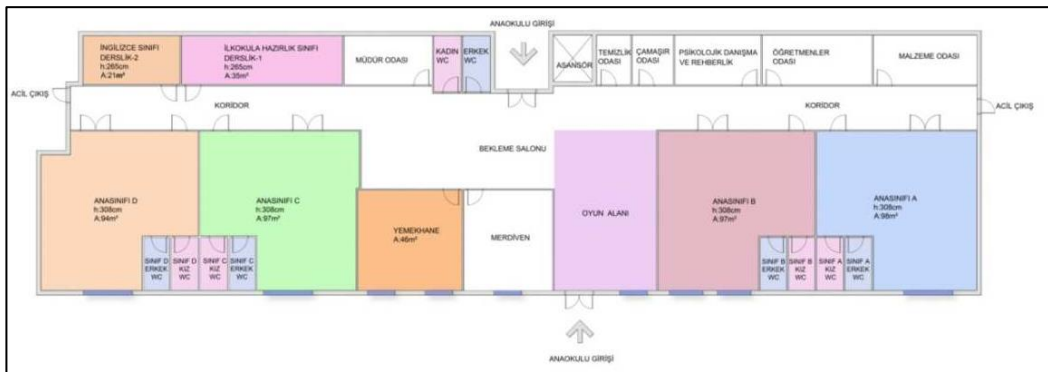 ANAOKULU GİRİŞİ
İNGİLİZCE SINIFI
DERSLİK-2
h:265cm
A:21m²
İLKOKULA HAZIRLIK SINIFI
DERSLİK-1
h:265cm
A:35m²
MÜDÜR ODASI
KADIN
WC
ERKEK
WC
ASANSÖR
TEMİZLİK
ODASI
ÇAMAŞIR
ODASI
PSİKOLOJİK DANIŞMA
VE REHBERLİK
ÖĞRETMENLER
ODASI
MALZEME ODASI
ACİL ÇIKIŞ
KORİDOR
KORİDOR
ACİL ÇIKIŞ
BEKLEME SALONU
ANASINIFI D
h:308cm
A:94m²
ANASINIFI C
h:308cm
A:97m²
YEMEKHANE
A:46m²
MERDİVEN
OYUN ALANI
ANASINIFI B
h:308cm
A:97m²
ANASINIFI A
h:308cm
A:98m²
SINIF D
ERKEK
WC
SINIF D
KIZ
WC
SINIF C
KIZ
WC
SINIF C
ERKEK
WC
SINIF B
ERKEK
WC
SINIF B
KIZ
WC
SINIF A
KIZ
WC
SINIF A
ERKEK
WC
ANAOKULU GİRİŞİ